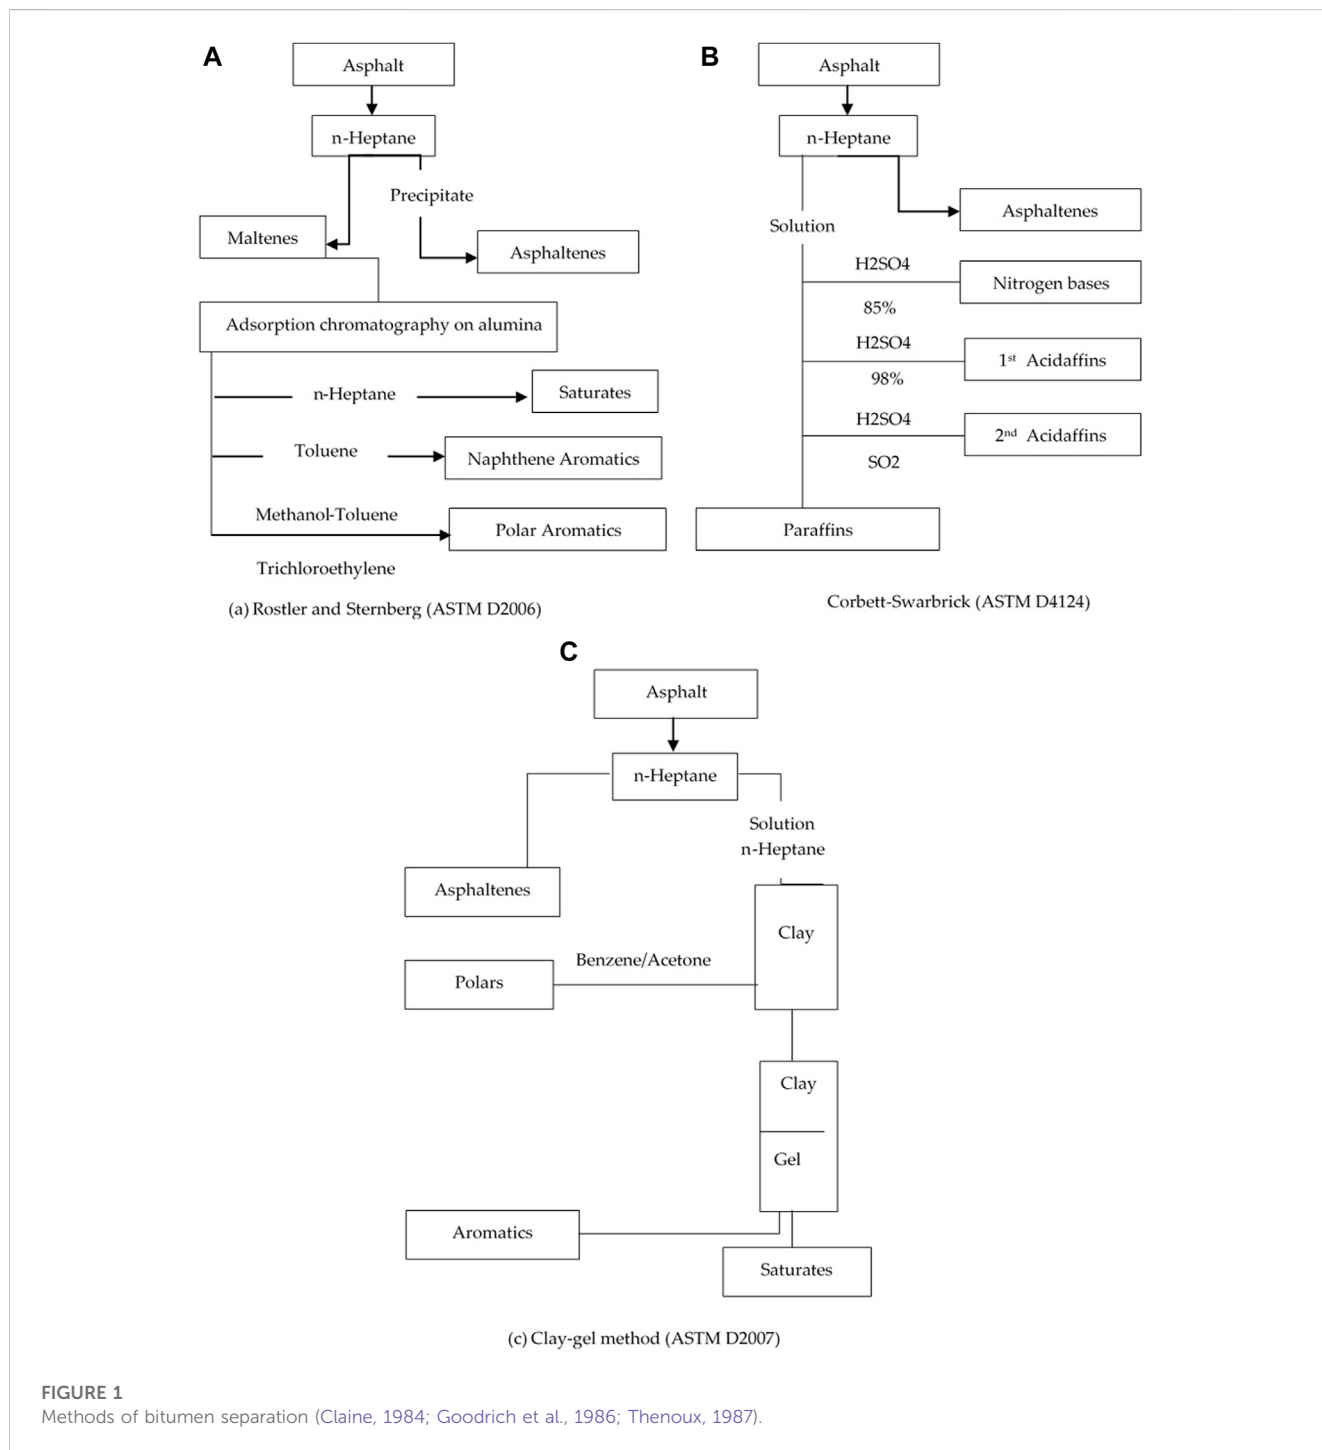 A
Asphalt
n-Heptane
Precipitate
Maltenes
Asphaltenes
Adsorption chromatography on alumina
n-Heptane
Saturates
Toluene
Naphthene Aromatics
Methanol-Toluene
Polar Aromatics
Trichloroethylene
(a) Rostler and Sternberg (ASTM D2006)
B
Asphalt
n-Heptane
Asphaltenes
Solution
H2SO4
Nitrogen bases
85%
H2SO4
1st Acidaffins
98%
H2SO4
2nd Acidaffins
SO2
Paraffins
Corbett-Swarbrick (ASTM D4124)
C
Asphalt
n-Heptane
Solution
n-Heptane
Asphaltenes
Clay
Benzene/Acetone
Polars
Clay
Gel
Aromatics
Saturates
(c) Clay-gel method (ASTM D2007)
FIGURE 1
Methods of bitumen separation (Claine, 1984; Goodrich et al., 1986; Thenoux, 1987).